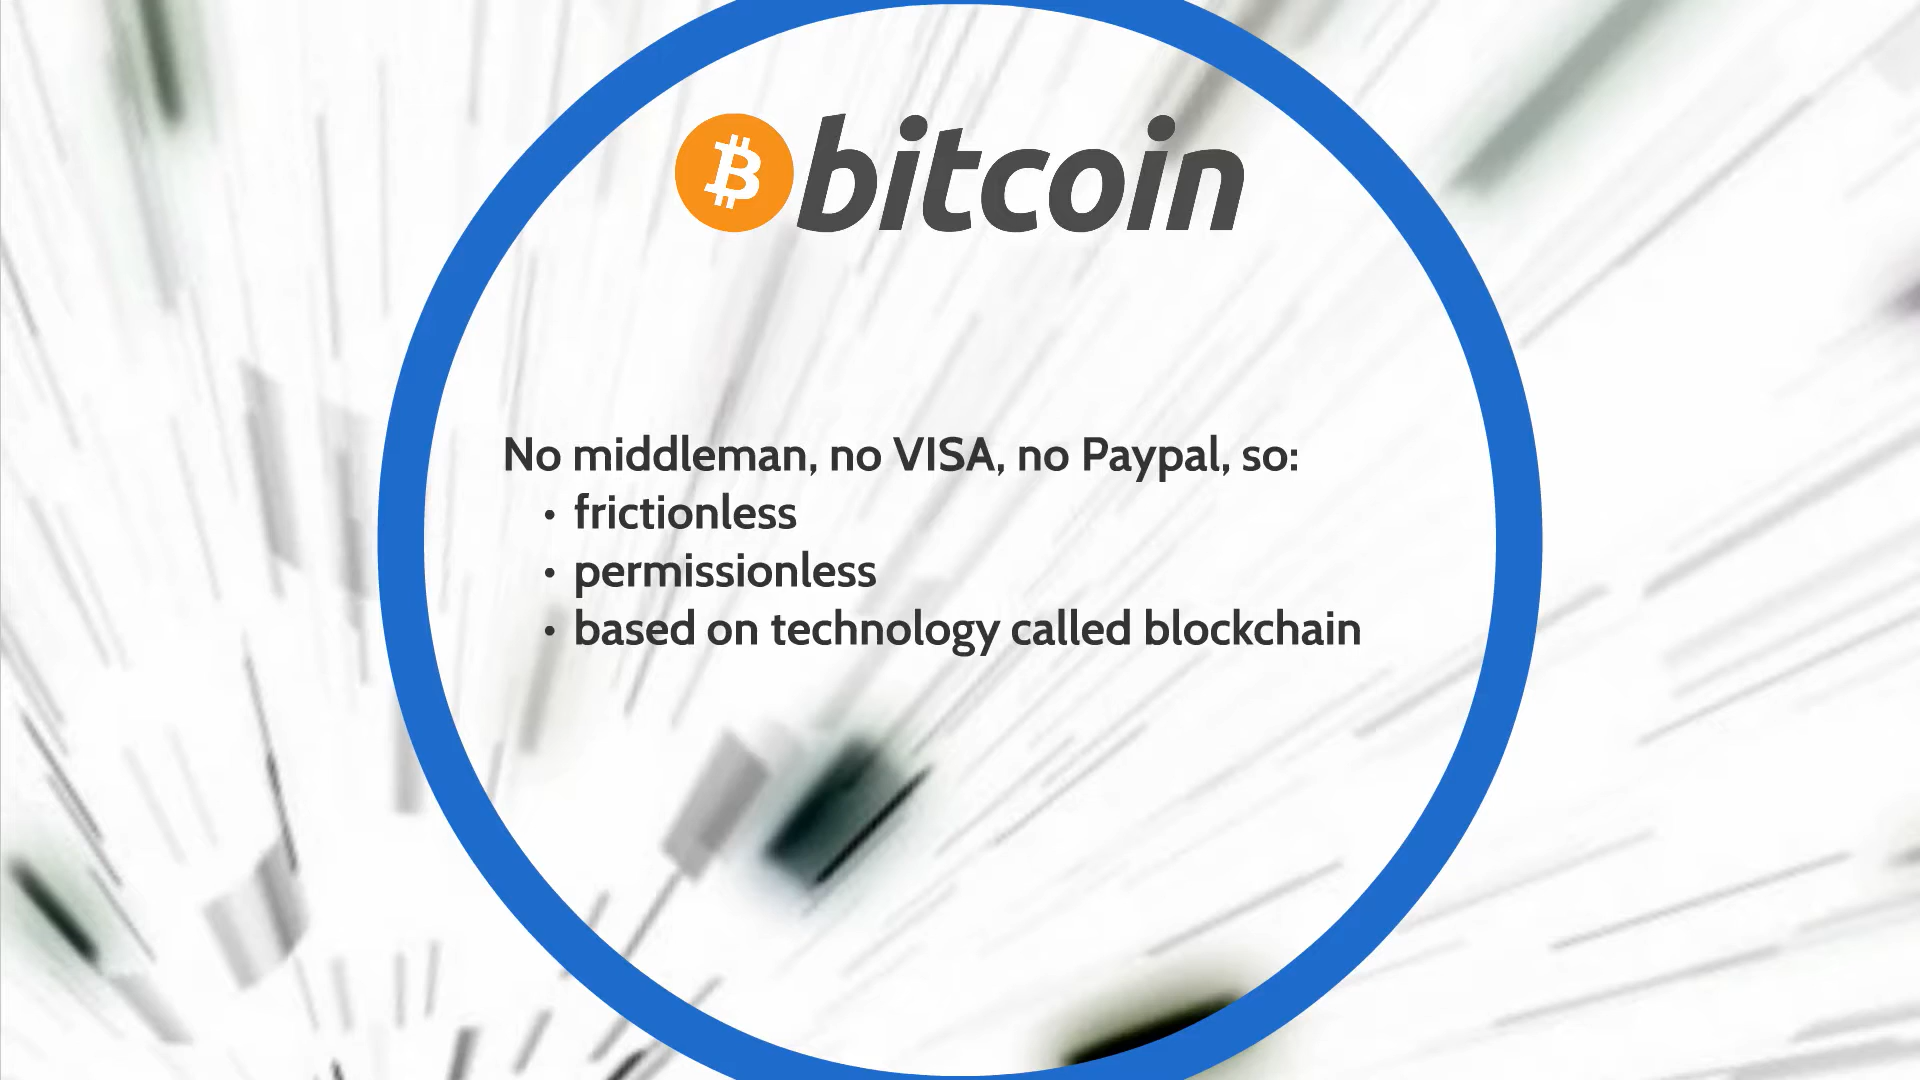 bitcoin
No middleman, no VISA, no Paypal, so:
• frictionless
• permissionless
• based on technology called blockchain